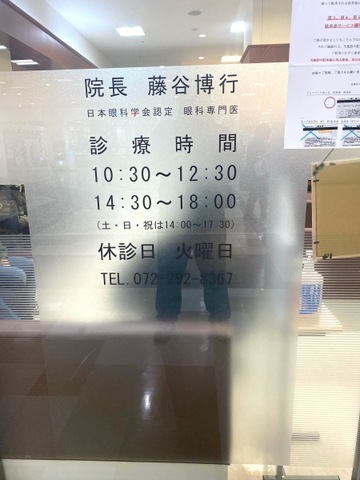 院長 藤谷博行
日本眼科学会認定 眼科専門医
診療時間
10:30～12:30
14:30～18:00
(土・日・祝は14:00～17:30)
休診日 火曜日
TEL.072-292-8367